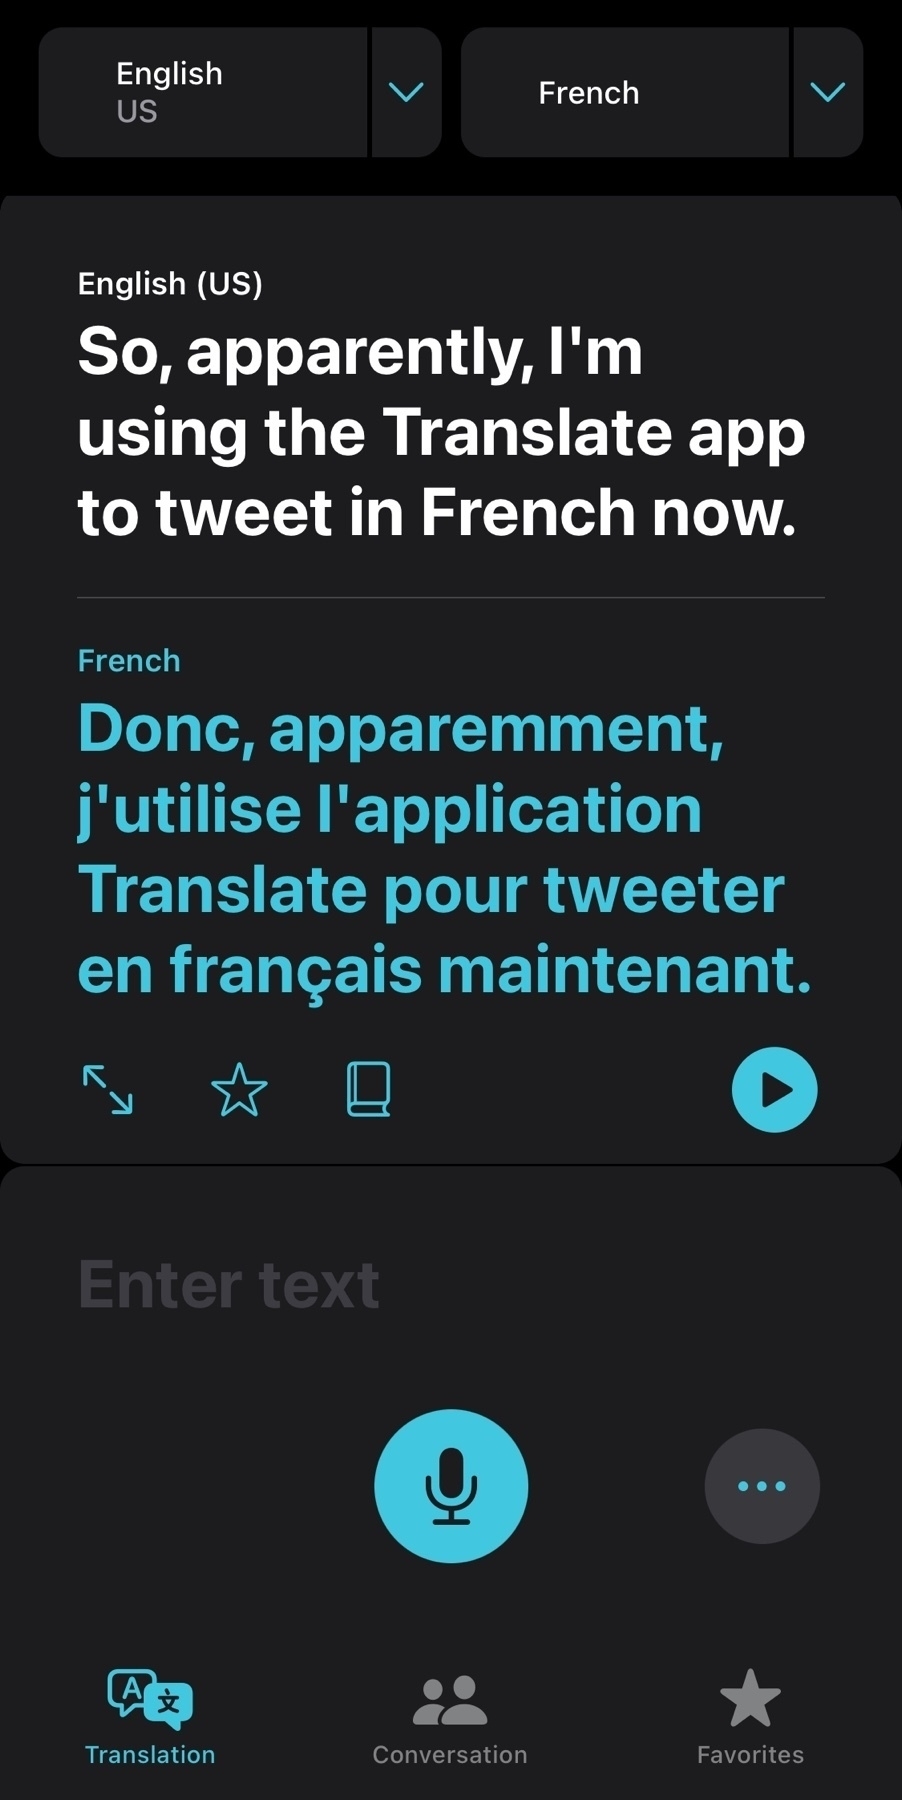 English
US
French
English (US)
So, apparently, I'm
using the Translate app
to tweet in French now.
French
Donc, apparemment,
j'utilise l'application
Translate pour tweeter
en français maintenant.
Enter text
A 文
Translation
Conversation
Favorites